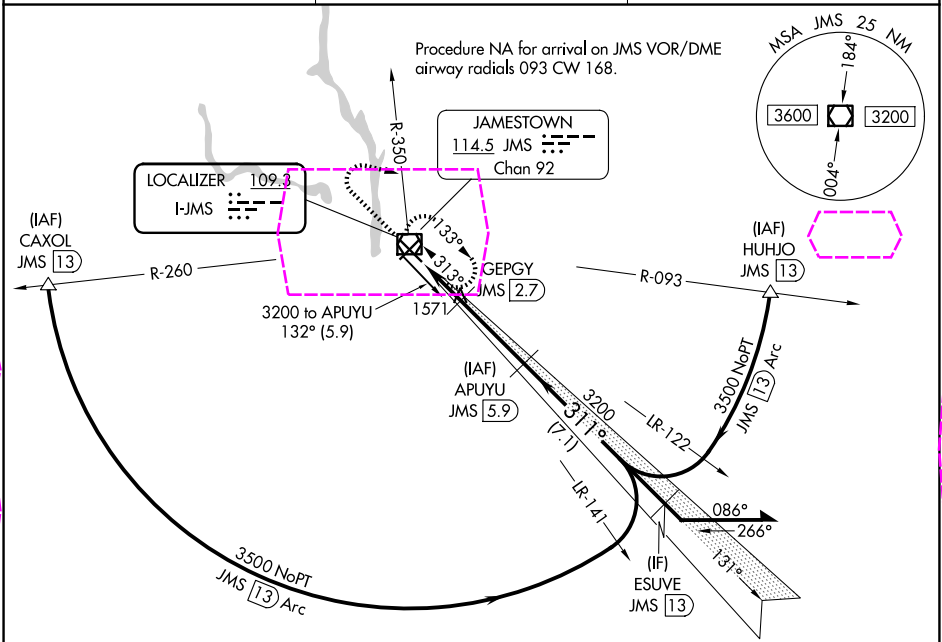 Procedure NA for arrival on JMS VOR/DME
airway radials 093 CW 168.
MSA JMS 25 NM
184°
3600
3200
004°
R-350
JAMESTOWN
114.5 JMS
Chan 92
LOCALIZER 109.3
I-JMS
(IAF)
CAXOL
JMS 13
R-260
133°
313°
GEPGY
JMS 2.7
R-093
(IAF)
HUHJO
JMS 13
3200 to APUYU
132° (5.9)
1571
(IAF)
APUYU
JMS 5.9
3200
311°
(7.1)
LR-122
3500 NoPT
JMS 13 Arc
LR-141
086°
266°
131°
(IF)
ESUVE
JMS 13
3500 NoPT
JMS 13 Arc